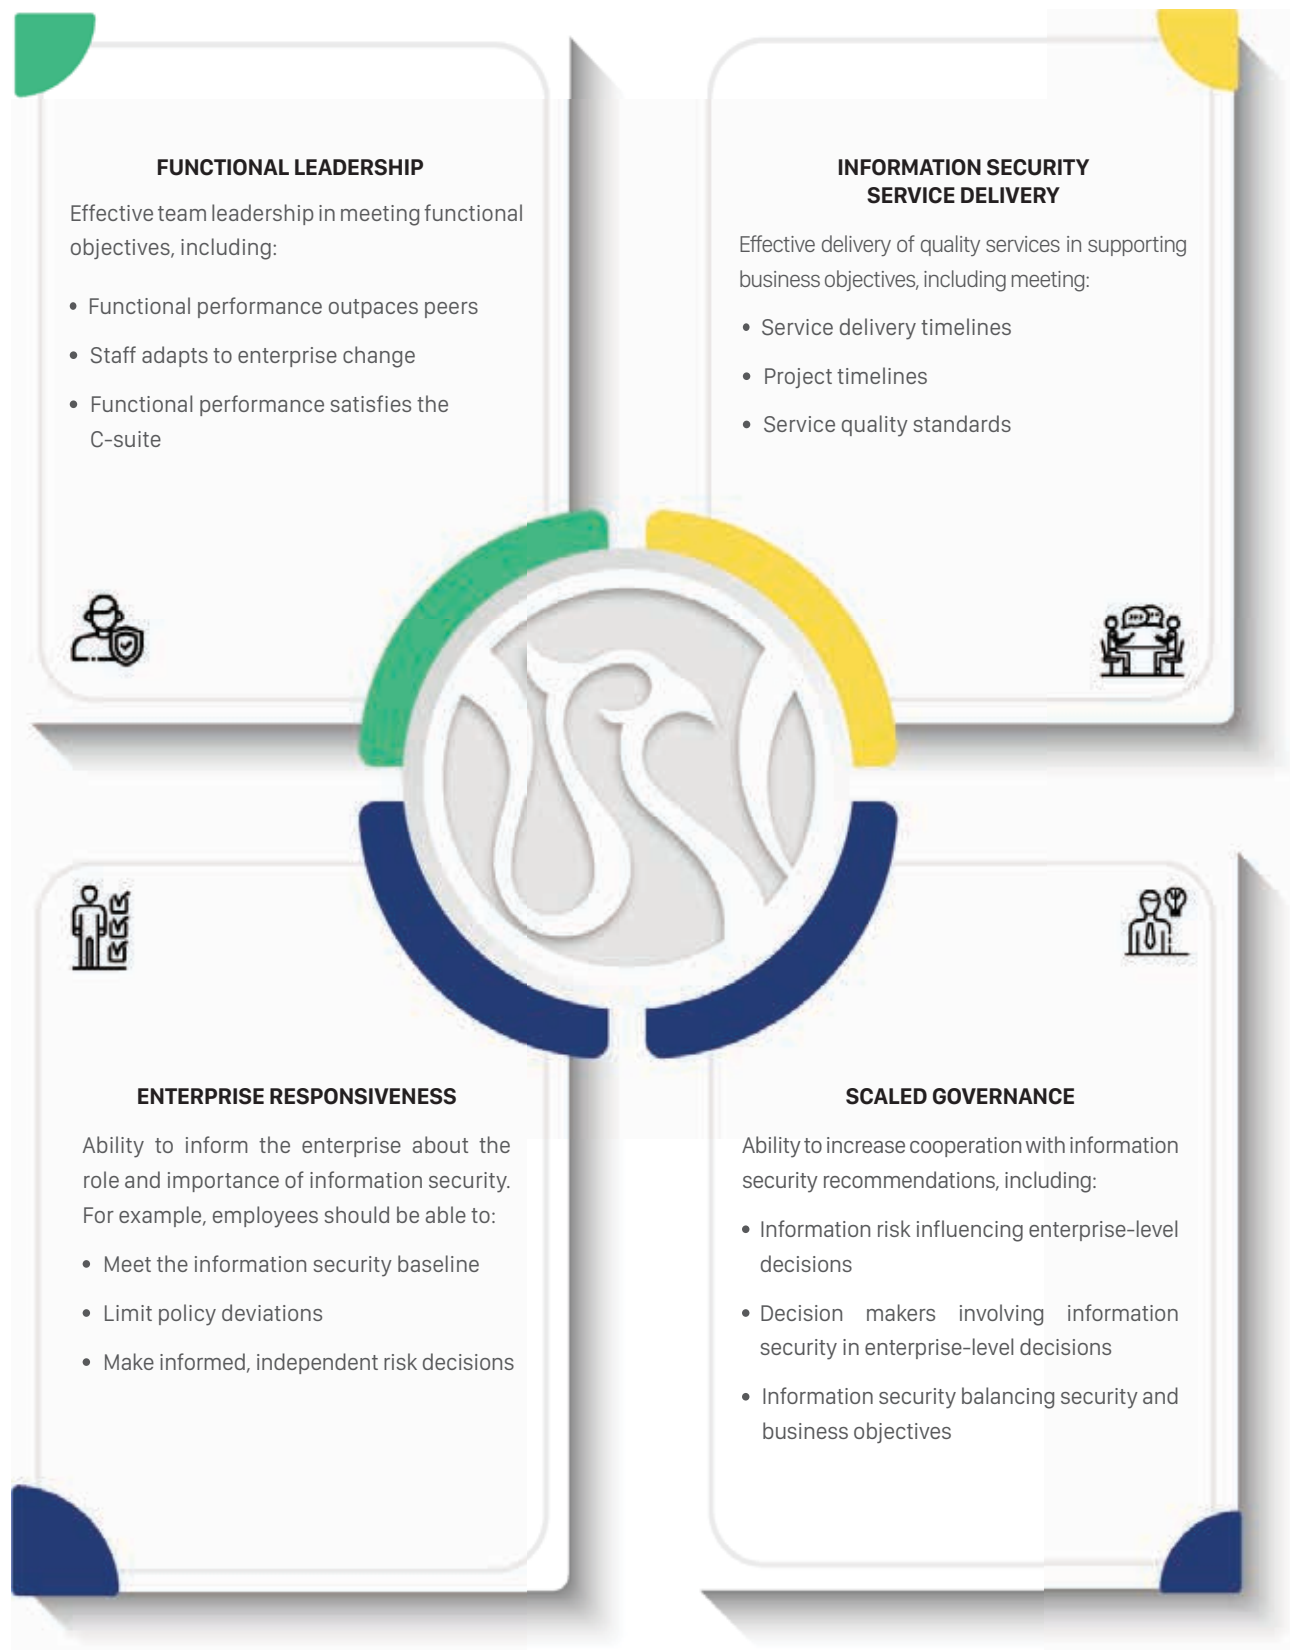 FUNCTIONAL LEADERSHIP
Effective team leadership in meeting functional
objectives, including:
• Functional performance outpaces peers
• Staff adapts to enterprise change
• Functional performance satisfies the
C-suite
INFORMATION SECURITY
SERVICE DELIVERY
Effective delivery of quality services in supporting
business objectives, including meeting:
• Service delivery timelines
• Project timelines
• Service quality standards
ENTERPRISE RESPONSIVENESS
Ability to inform the enterprise about the
role and importance of information security.
For example, employees should be able to:
• Meet the information security baseline
• Limit policy deviations
• Make informed, independent risk decisions
SCALED GOVERNANCE
Ability to increase cooperation with information
security recommendations, including:
• Information risk influencing enterprise-level
decisions
• Decision makers involving information
security in enterprise-level decisions
• Information security balancing security and
business objectives